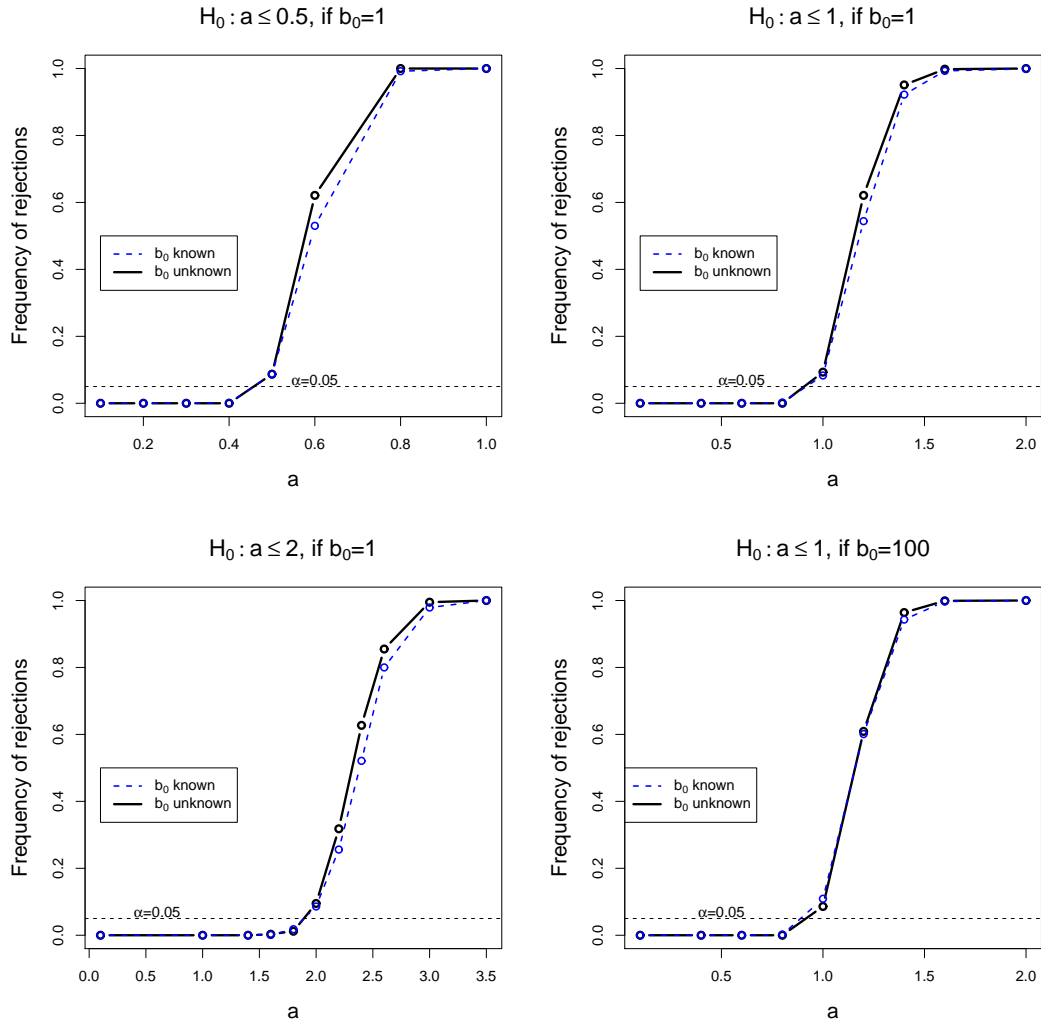 H₀ : a ≤ 0.5, if b₀=1
Frequency of rejections
1.0
0.8
0.6
0.4
0.2
0.0
b₀ known
b₀ unknown
α=0.05
0.2 0.4 0.6 0.8 1.0
a
H₀ : a ≤ 1, if b₀=1
Frequency of rejections
1.0
0.8
0.6
0.4
0.2
0.0
b₀ known
b₀ unknown
α=0.05
0.5 1.0 1.5 2.0
a
H₀ : a ≤ 2, if b₀=1
Frequency of rejections
1.0
0.8
0.6
0.4
0.2
0.0
b₀ known
b₀ unknown
α=0.05
0.0 0.5 1.0 1.5 2.0 2.5 3.0 3.5
a
H₀ : a ≤ 1, if b₀=100
Frequency of rejections
1.0
0.8
0.6
0.4
0.2
0.0
b₀ known
b₀ unknown
α=0.05
0.5 1.0 1.5 2.0
a